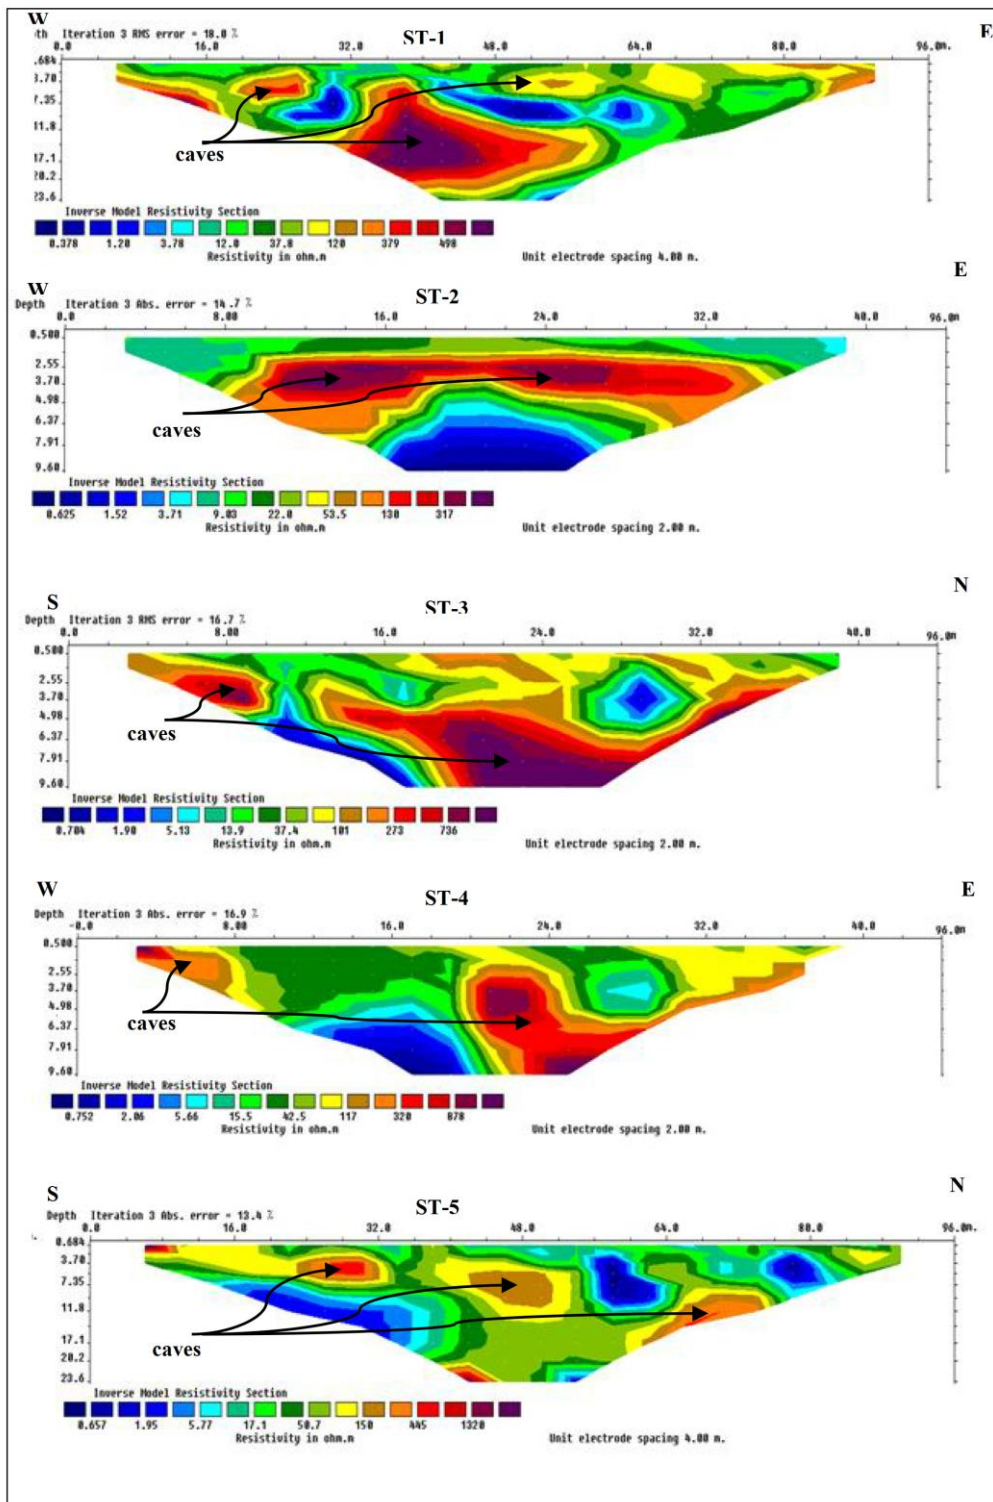 W E
ST-1
Iteration 3 RMS error = 18.0 %
0.0 16.0 32.0 48.0 64.0 80.0 96.0m.
.684
3.70
7.35
11.8
17.1
20.2
23.6
caves
Inverse Model Resistivity Section
0.378 1.20 3.78 12.0 37.8 120 379 498
Resistivity in ohm.m Unit electrode spacing 4.00 m.
W E
ST-2
Depth Iteration 3 Abs. error = 14.7 %
0.0 8.00 16.0 24.0 32.0 40.0 96.0m
0.500
2.55
3.70
4.98
6.37
7.91
9.60
caves
Inverse Model Resistivity Section
0.625 1.52 3.71 9.03 22.0 53.5 130 317
Resistivity in ohm.m Unit electrode spacing 2.00 m.
S N
ST-3
Depth Iteration 3 RMS error = 16.7 %
0.0 8.00 16.0 24.0 32.0 40.0 96.0m
0.500
2.55
3.70
4.98
6.37
7.91
9.60
caves
Inverse Model Resistivity Section
0.704 1.90 5.13 13.9 37.4 101 273 736
Resistivity in ohm.m Unit electrode spacing 2.00 m.
W E
ST-4
Depth Iteration 3 Abs. error = 16.9 %
-0.0 8.00 16.0 24.0 32.0 40.0 96.0m
0.500
2.55
3.70
4.98
6.37
7.91
9.60
caves
Inverse Model Resistivity Section
0.752 2.06 5.66 15.5 42.5 117 320 878
Resistivity in ohm.m Unit electrode spacing 2.00 m.
S N
ST-5
Depth Iteration 3 Abs. error = 13.4 %
0.0 16.0 32.0 48.0 64.0 80.0 96.0m.
0.684
3.70
7.35
11.8
17.1
20.2
23.6
caves
Inverse Model Resistivity Section
0.657 1.95 5.77 17.1 50.7 150 445 1320
Resistivity in ohm.m Unit electrode spacing 4.00 m.